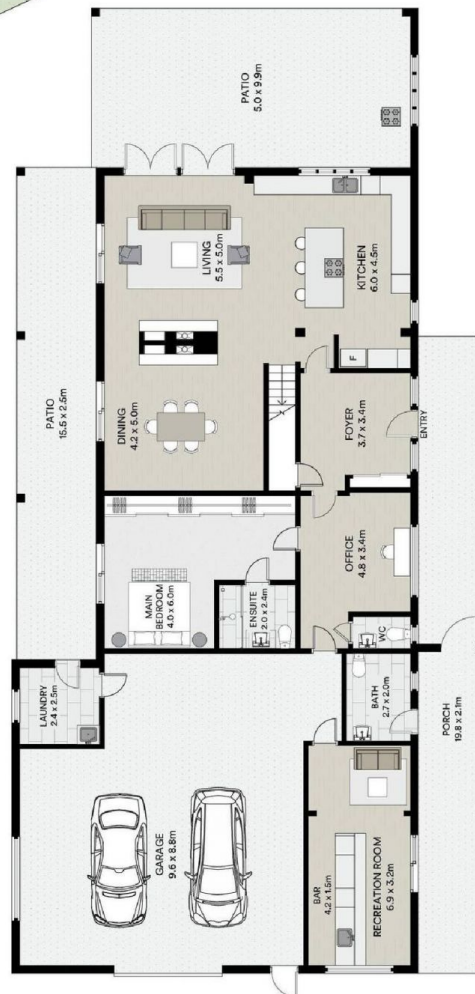 PATIO
5.0 x 9.9m
LIVING
5.5 x 5.0m
KITCHEN
6.0 x 4.5m
F
PATIO
15.5 x 2.5m
DINING
4.2 x 5.0m
FOYER
3.7 x 3.4m
ENTRY
MAIN
BEDROOM
4.0 x 6.0m
ENSUITE
2.0 x 2.4m
OFFICE
4.8 x 3.4m
WC
LAUNDRY
2.4 x 2.5m
BATH
2.7 x 2.0m
PORCH
19.8 x 2.1m
GARAGE
9.6 x 8.8m
BAR
4.2 x 1.5m
RECREATION ROOM
6.9 x 3.2m